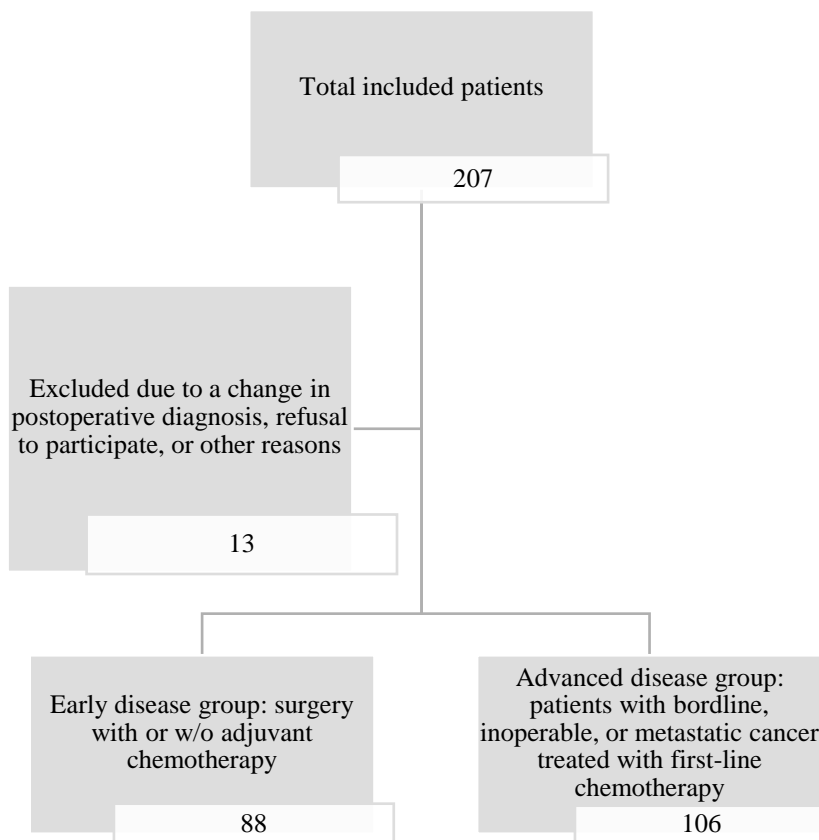 Total included patients
207
Excluded due to a change in
postoperative diagnosis, refusal
to participate, or other reasons
13
Early disease group: surgery
with or w/o adjuvant
chemotherapy
88
Advanced disease group:
patients with bordline,
inoperable, or metastatic cancer
treated with first-line
chemotherapy
106